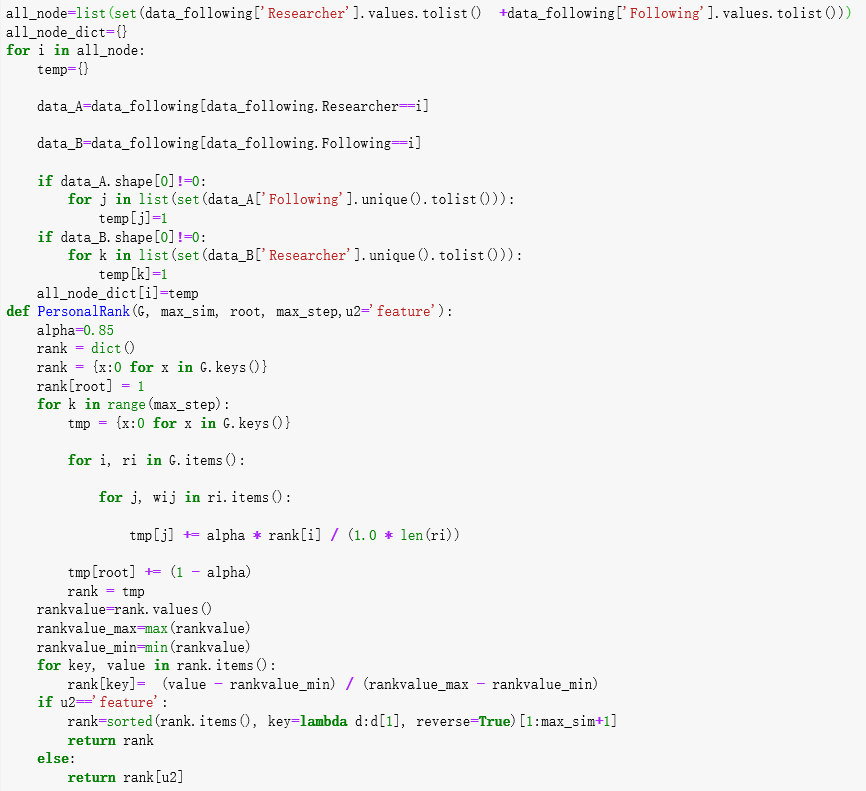 all_node=list(set(data_following['Researcher'].values.tolist()  +data_following['Following'].values.tolist()))
all_node_dict={}
for i in all_node:
    temp={}
    data_A=data_following[data_following.Researcher==i]
    data_B=data_following[data_following.Following==i]
    if data_A.shape[0]!=0:
        for j in list(set(data_A['Following'].unique().tolist())):
            temp[j]=1
    if data_B.shape[0]!=0:
        for k in list(set(data_B['Researcher'].unique().tolist())):
            temp[k]=1
    all_node_dict[i]=temp
def PersonalRank(G, max_sim, root, max_step,u2='feature'):
    alpha=0.85
    rank = dict()
    rank = {x:0 for x in G.keys()}
    rank[root] = 1
    for k in range(max_step):
        tmp = {x:0 for x in G.keys()}
        for i, ri in G.items():
            for j, wij in ri.items():
                tmp[j] += alpha * rank[i] / (1.0 * len(ri))
        tmp[root] += (1 - alpha)
        rank = tmp
    rankvalue=rank.values()
    rankvalue_max=max(rankvalue)
    rankvalue_min=min(rankvalue)
    for key, value in rank.items():
        rank[key]=  (value - rankvalue_min) / (rankvalue_max - rankvalue_min)
    if u2=='feature':
        rank=sorted(rank.items(), key=lambda d:d[1], reverse=True)[1:max_sim+1]
        return rank
    else:
        return rank[u2]